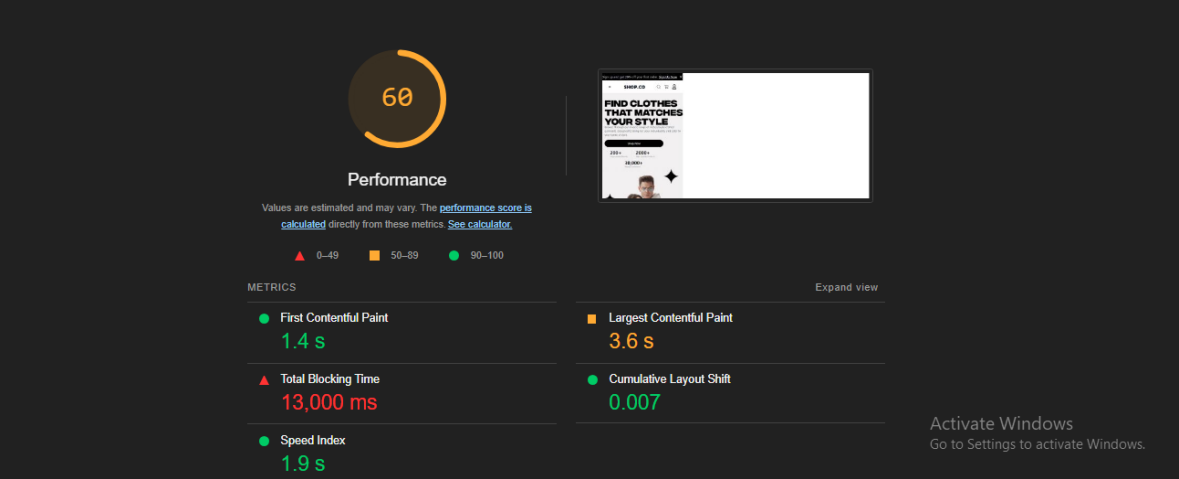 60
Performance
Values are estimated and may vary. The performance score is
calculated directly from these metrics. See calculator.
0–49
50–89
90–100
SHOP.CO
FIND CLOTHES
THAT MATCHES
YOUR STYLE
METRICS
Expand view
First Contentful Paint
1.4 s
Largest Contentful Paint
3.6 s
Total Blocking Time
13,000 ms
Cumulative Layout Shift
0.007
Speed Index
1.9 s
Activate Windows
Go to Settings to activate Windows.